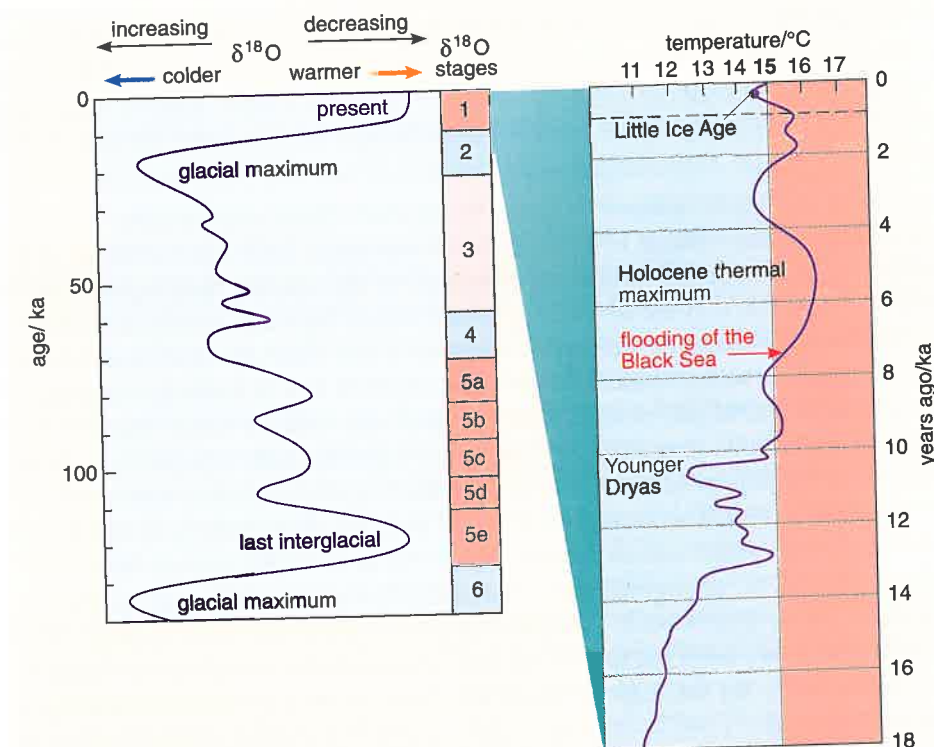 increasing
decreasing
δ¹⁸O
δ¹⁸O
stages
colder
warmer
0
50
100
age/ ka
present
glacial maximum
last interglacial
glacial maximum
1
2
3
4
5a
5b
5c
5d
5e
6
temperature/°C
11 12 13 14 15 16 17
0
2
4
6
8
10
12
14
16
18
years ago/ka
Little Ice Age
Holocene thermal
maximum
flooding of the
Black Sea
Younger
Dryas